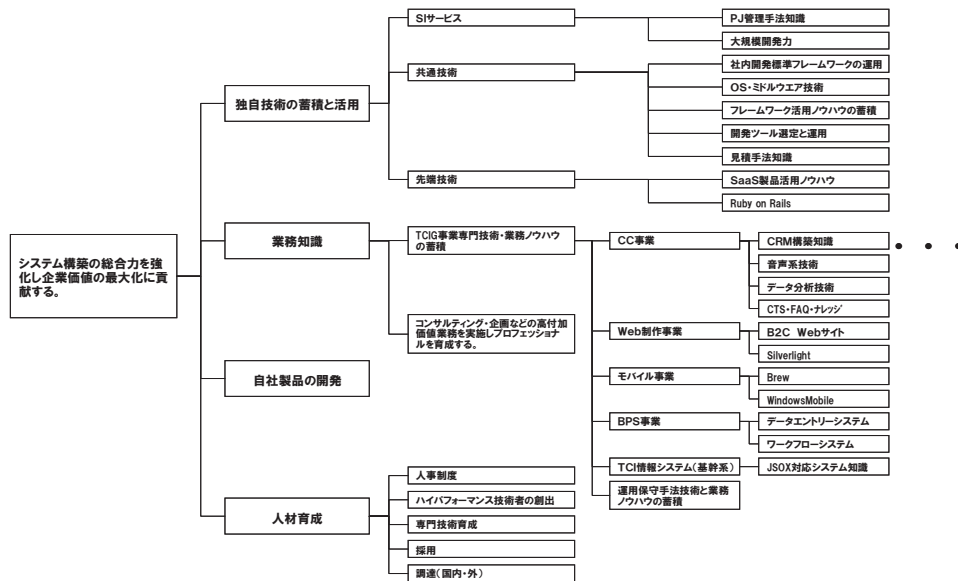 システム構築の総合力を強
化し企業価値の最大化に貢
献する。
独自技術の蓄積と活用
SIサービス
PJ管理手法知識
大規模開発力
共通技術
社内開発標準フレームワークの運用
OS・ミドルウエア技術
フレームワーク活用ノウハウの蓄積
開発ツール選定と運用
見積手法知識
先端技術
SaaS製品活用ノウハウ
Ruby on Rails
業務知識
TCIG事業専門技術・業務ノウハウ
の蓄積
CC事業
CRM構築知識
・・・
音声系技術
データ分析技術
CTS・FAQ・ナレッジ
Web制作事業
B2C Webサイト
Silverlight
モバイル事業
Brew
WindowsMobile
BPS事業
データエントリーシステム
ワークフローシステム
TCI情報システム(基幹系)
JSOX対応システム知識
運用保守手法技術と業務
ノウハウの蓄積
コンサルティング・企画などの高付加
価値業務を実施しプロフェッショナ
ルを育成する。
自社製品の開発
人材育成
人事制度
ハイパフォーマンス技術者の創出
専門技術育成
採用
調達(国内・外)